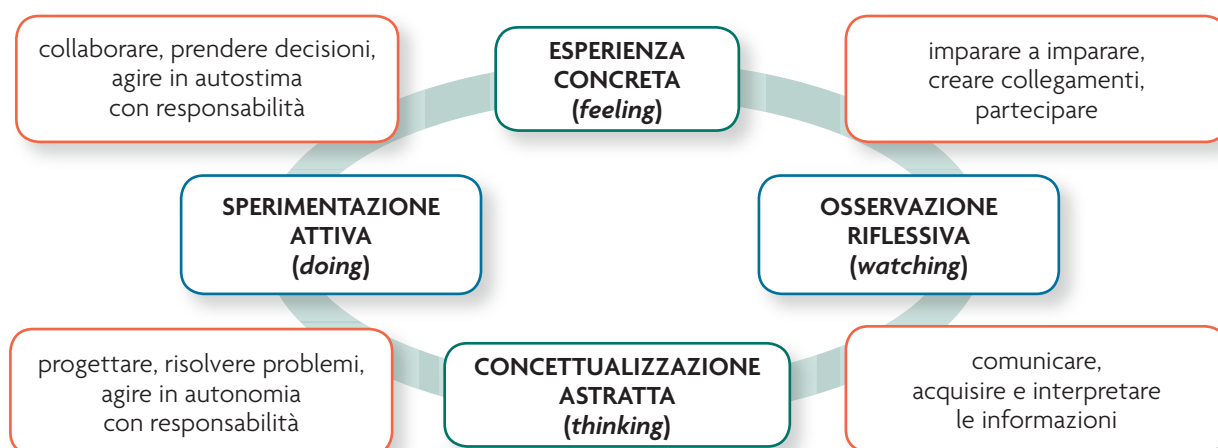 collaborare, prendere decisioni,
agire in autostima
con responsabilità
ESPERIENZA
CONCRETA
(feeling)
imparare a imparare,
creare collegamenti,
partecipare
SPERIMENTAZIONE
ATTIVA
(doing)
OSSERVAZIONE
RIFLESSIVA
(watching)
progettare, risolvere problemi,
agire in autonomia
con responsabilità
CONCETTUALIZZAZIONE
ASTRATTA
(thinking)
comunicare,
acquisire e interpretare
le informazioni